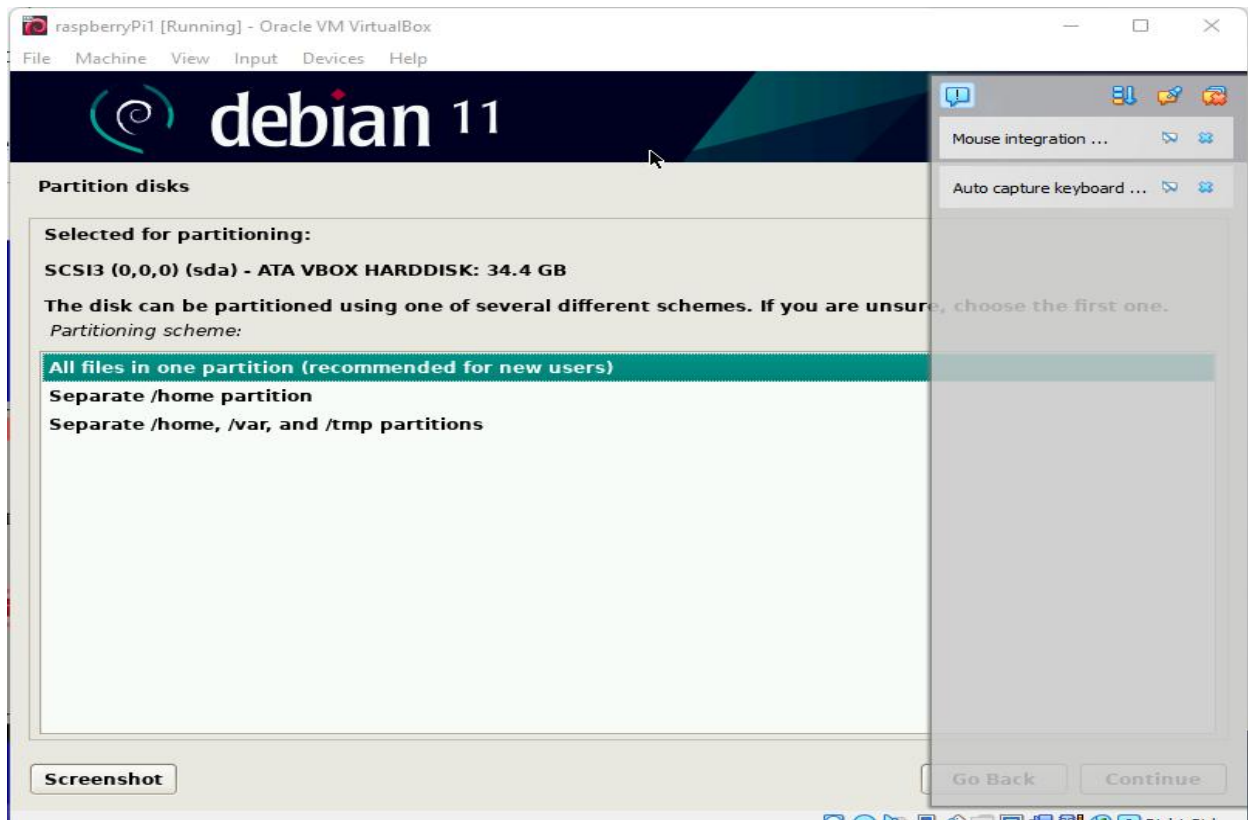 raspberryPi1 [Running] - Oracle VM VirtualBox
File Machine View Input Devices Help
debian 11
Mouse integration ...
Auto capture keyboard ...
Partition disks
Selected for partitioning:
SCSI3 (0,0,0) (sda) - ATA VBOX HARDDISK: 34.4 GB
The disk can be partitioned using one of several different schemes. If you are unsure, choose the first one.
Partitioning scheme:
All files in one partition (recommended for new users)
Separate /home partition
Separate /home, /var, and /tmp partitions
Screenshot
Go Back
Continue